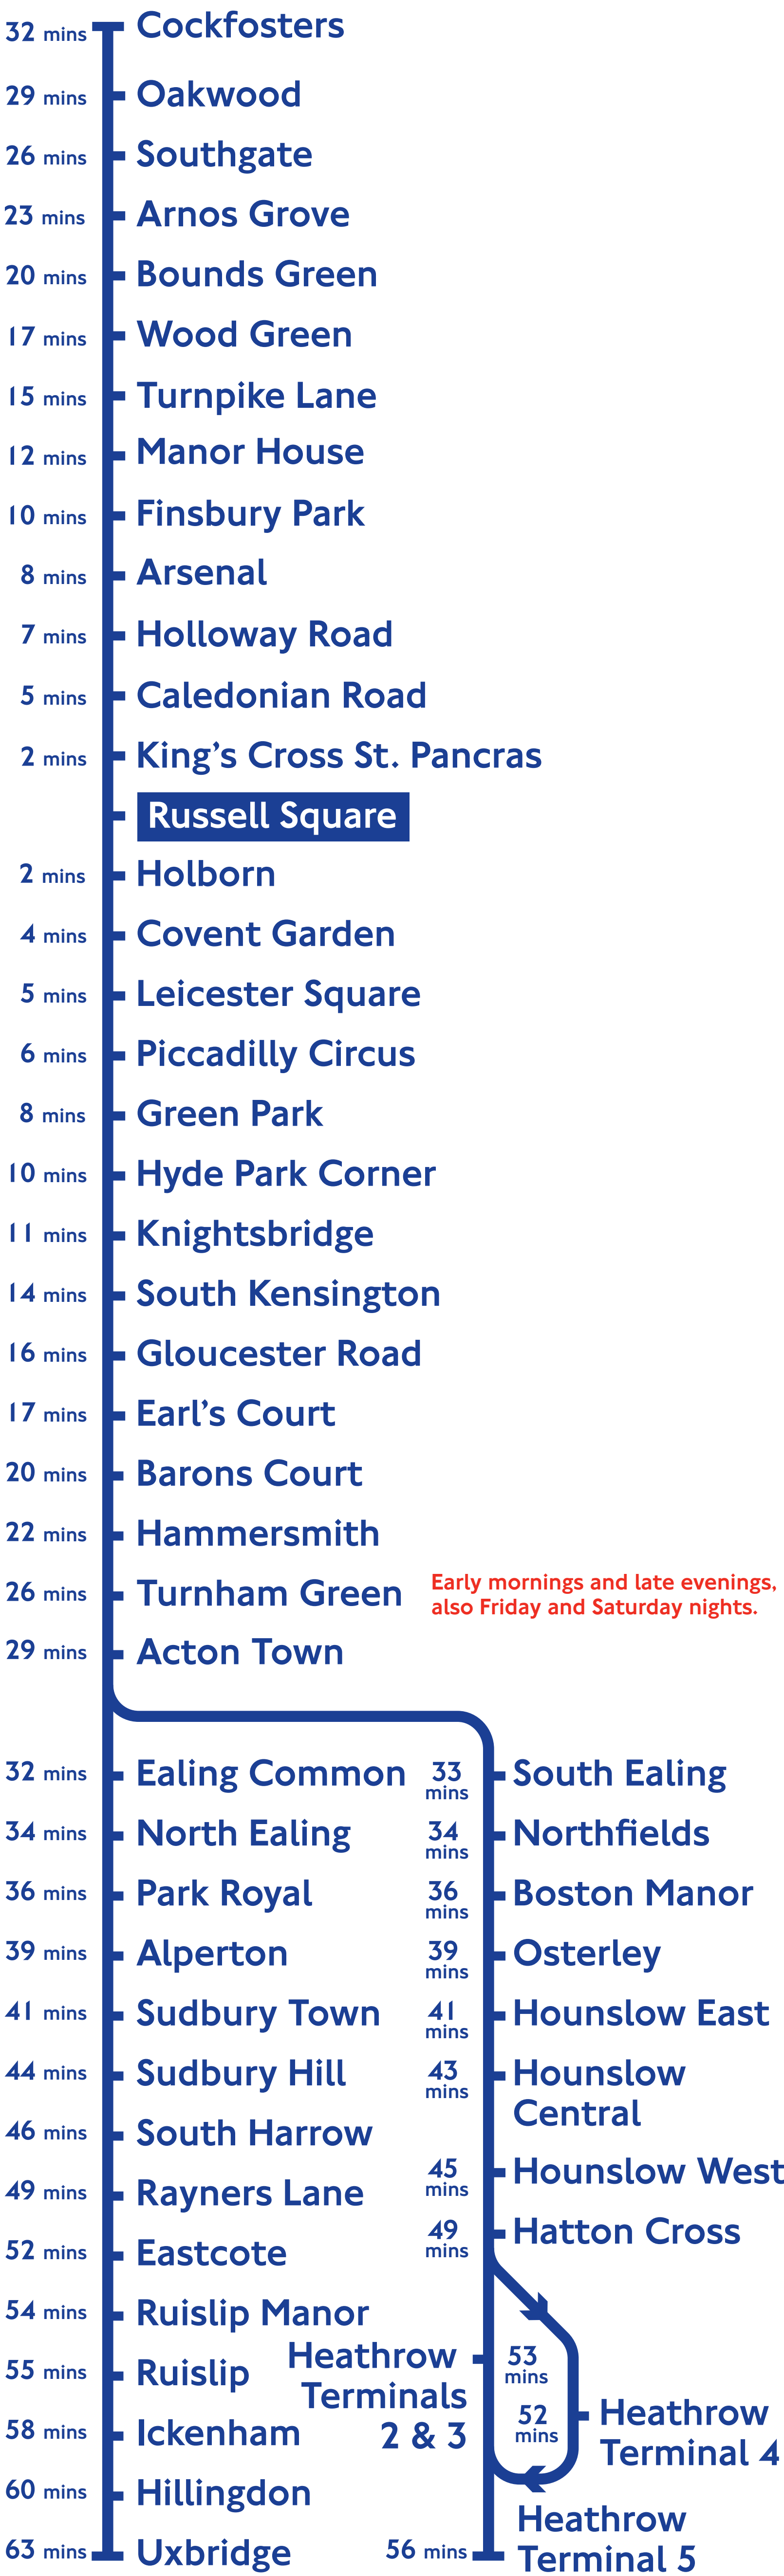 32 mins Cockfosters
29 mins Oakwood
26 mins Southgate
23 mins Arnos Grove
20 mins Bounds Green
17 mins Wood Green
15 mins Turnpike Lane
12 mins Manor House
10 mins Finsbury Park
8 mins Arsenal
7 mins Holloway Road
5 mins Caledonian Road
2 mins King's Cross St. Pancras
Russell Square
2 mins Holborn
4 mins Covent Garden
5 mins Leicester Square
6 mins Piccadilly Circus
8 mins Green Park
10 mins Hyde Park Corner
11 mins Knightsbridge
14 mins South Kensington
16 mins Gloucester Road
17 mins Earl's Court
20 mins Barons Court
22 mins Hammersmith
26 mins Turnham Green
Early mornings and late evenings,
also Friday and Saturday nights.
29 mins Acton Town
32 mins Ealing Common
34 mins North Ealing
36 mins Park Royal
39 mins Alperton
41 mins Sudbury Town
44 mins Sudbury Hill
46 mins South Harrow
49 mins Rayners Lane
52 mins Eastcote
54 mins Ruislip Manor
55 mins Ruislip
58 mins Ickenham
60 mins Hillingdon
63 mins Uxbridge
33 South Ealing
mins
34 Northfields
mins
36 Boston Manor
mins
39 Osterley
mins
41 Hounslow East
mins
43 Hounslow
mins
Central
45 Hounslow West
mins
49 Hatton Cross
mins
Heathrow 53
mins
Terminals
2 & 3
52 Heathrow
mins
Terminal 4
Heathrow
56 mins Terminal 5